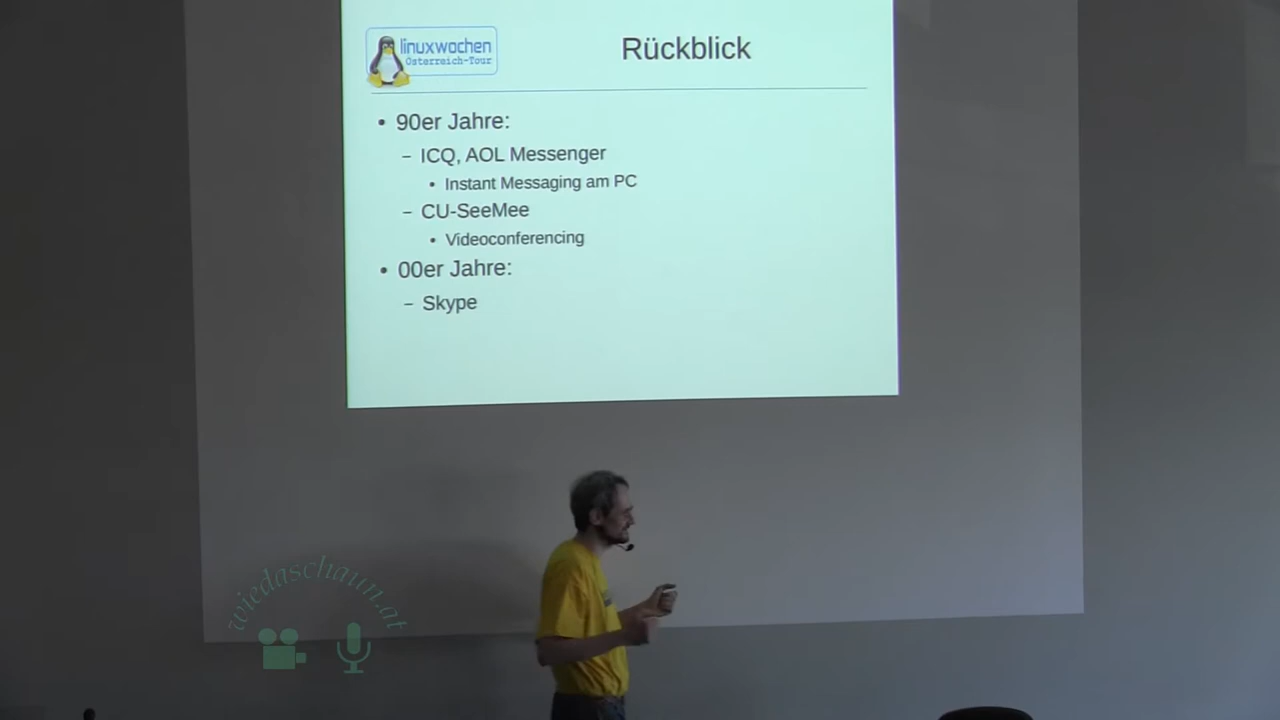 linuxwochen
Österreich-Tour
Rückblick
• 90er Jahre:
– ICQ, AOL Messenger
• Instant Messaging am PC
– CU-SeeMee
• Videoconferencing
• 00er Jahre:
– Skype
wiedaschaun.at